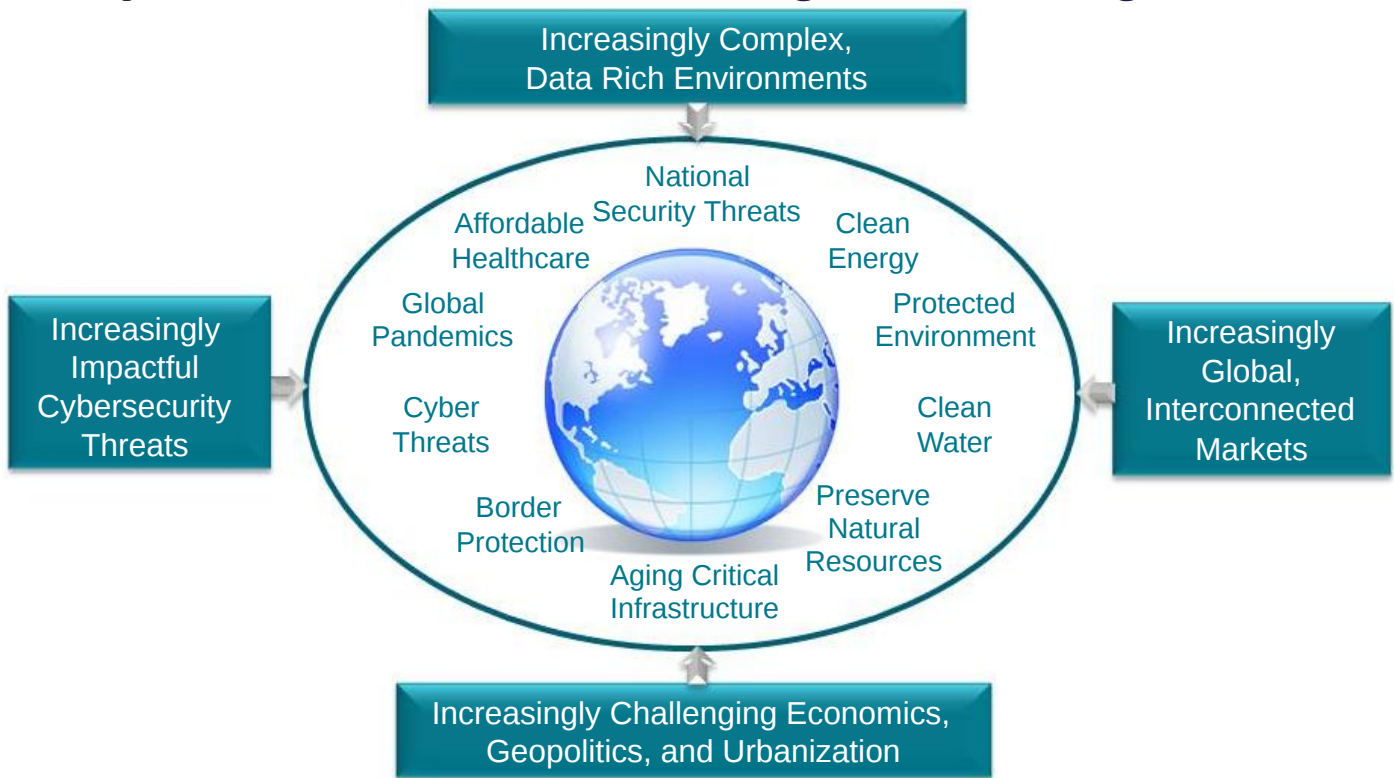 Increasingly Complex,
Data Rich Environments
National
Security Threats
Affordable
Healthcare
Clean
Energy
Global
Pandemics
Protected
Environment
Increasingly
Impactful
Cybersecurity
Threats
Increasingly
Global,
Interconnected
Markets
Cyber
Threats
Clean
Water
Border
Protection
Preserve
Natural
Resources
Aging Critical
Infrastructure
Increasingly Challenging Economics,
Geopolitics, and Urbanization